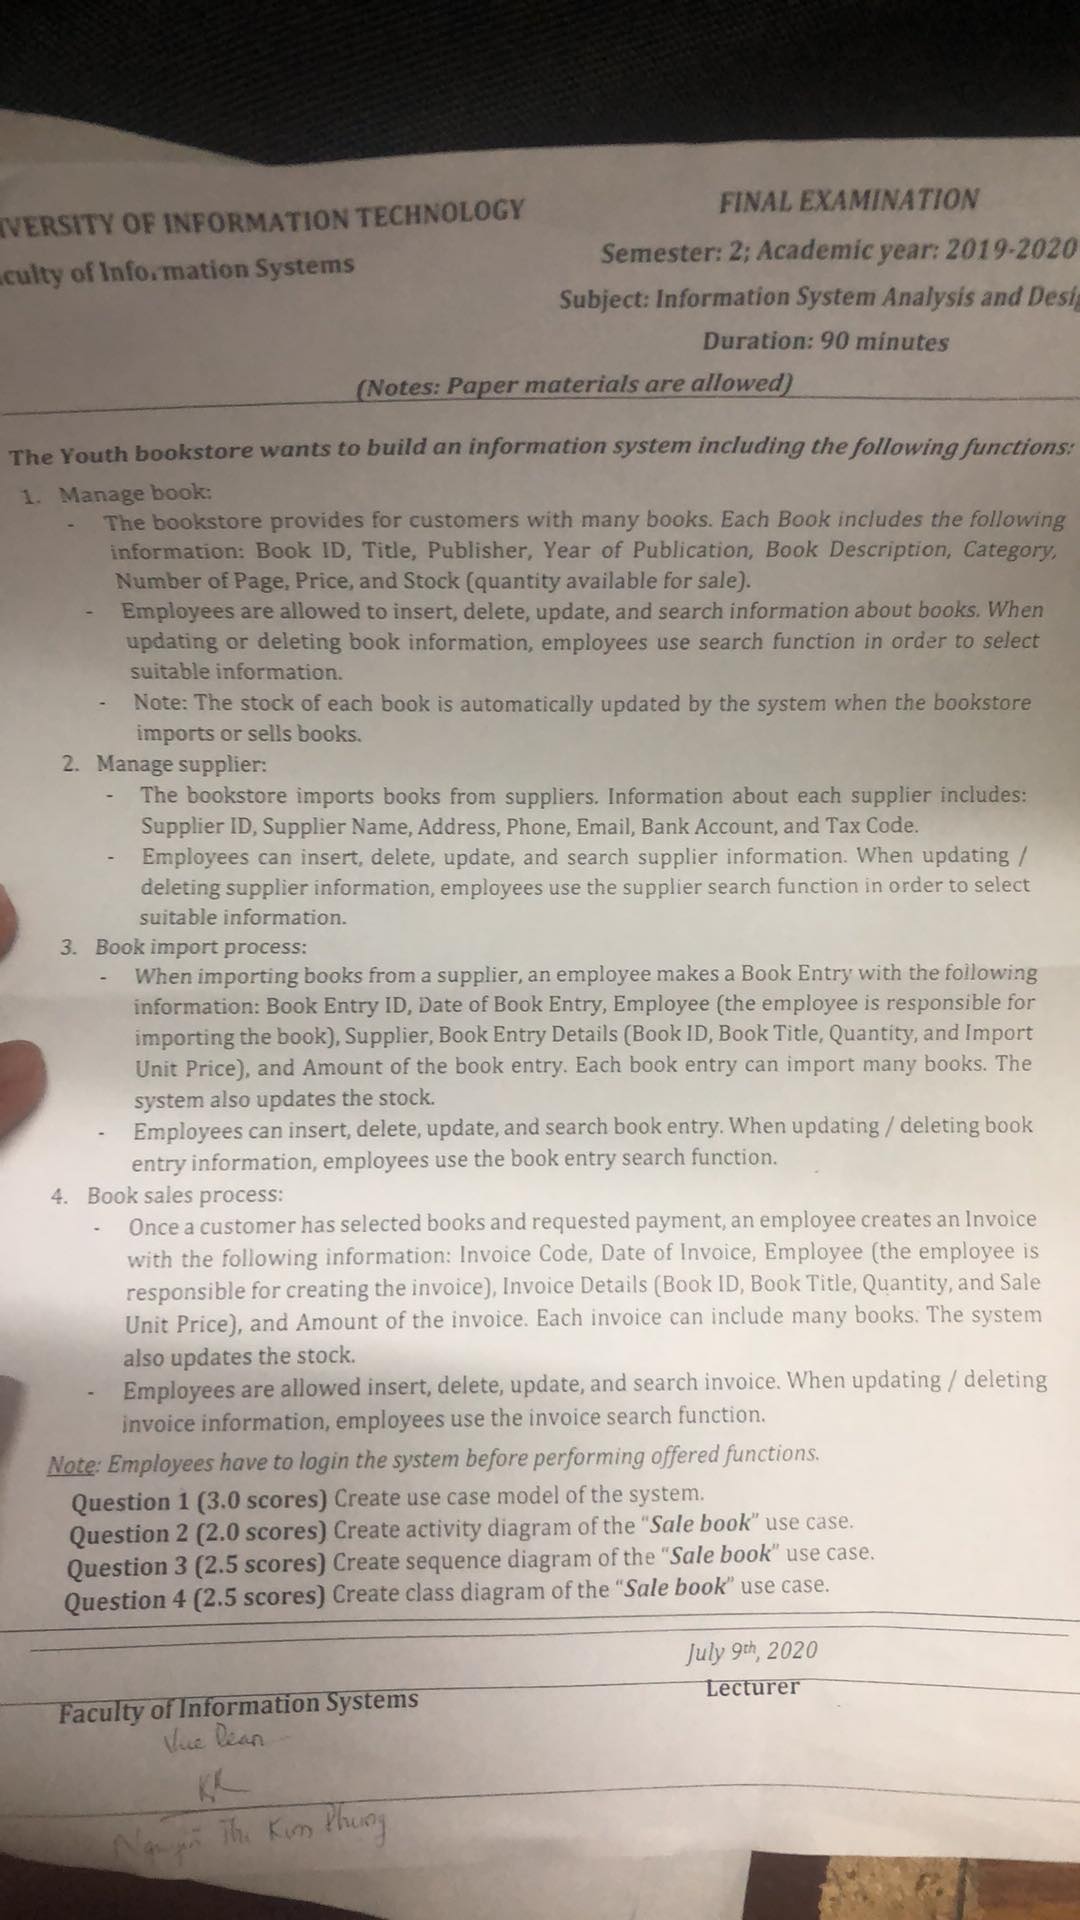 IVERSITY OF INFORMATION TECHNOLOGY
FINAL EXAMINATION
culty of Information Systems
Semester: 2; Academic year: 2019-2020
Subject: Information System Analysis and Desig
Duration: 90 minutes
(Notes: Paper materials are allowed)
The Youth bookstore wants to build an information system including the following functions:
1. Manage book:
- The bookstore provides for customers with many books. Each Book includes the following
information: Book ID, Title, Publisher, Year of Publication, Book Description, Category,
Number of Page, Price, and Stock (quantity available for sale).
- Employees are allowed to insert, delete, update, and search information about books. When
updating or deleting book information, employees use search function in order to select
suitable information.
- Note: The stock of each book is automatically updated by the system when the bookstore
imports or sells books.
2. Manage supplier:
- The bookstore imports books from suppliers. Information about each supplier includes:
Supplier ID, Supplier Name, Address, Phone, Email, Bank Account, and Tax Code.
- Employees can insert, delete, update, and search supplier information. When updating /
deleting supplier information, employees use the supplier search function in order to select
suitable information.
3. Book import process:
- When importing books from a supplier, an employee makes a Book Entry with the following
information: Book Entry ID, Date of Book Entry, Employee (the employee is responsible for
importing the book), Supplier, Book Entry Details (Book ID, Book Title, Quantity, and Import
Unit Price), and Amount of the book entry. Each book entry can import many books. The
system also updates the stock.
- Employees can insert, delete, update, and search book entry. When updating / deleting book
entry information, employees use the book entry search function.
4. Book sales process:
- Once a customer has selected books and requested payment, an employee creates an Invoice
with the following information: Invoice Code, Date of Invoice, Employee (the employee is
responsible for creating the invoice), Invoice Details (Book ID, Book Title, Quantity, and Sale
Unit Price), and Amount of the invoice. Each invoice can include many books. The system
also updates the stock.
- Employees are allowed insert, delete, update, and search invoice. When updating / deleting
invoice information, employees use the invoice search function.
Note: Employees have to login the system before performing offered functions.
Question 1 (3.0 scores) Create use case model of the system.
Question 2 (2.0 scores) Create activity diagram of the "Sale book" use case.
Question 3 (2.5 scores) Create sequence diagram of the "Sale book" use case.
Question 4 (2.5 scores) Create class diagram of the "Sale book" use case.
July 9th, 2020
Faculty of Information Systems
Lecturer
Dean
Kim Phung